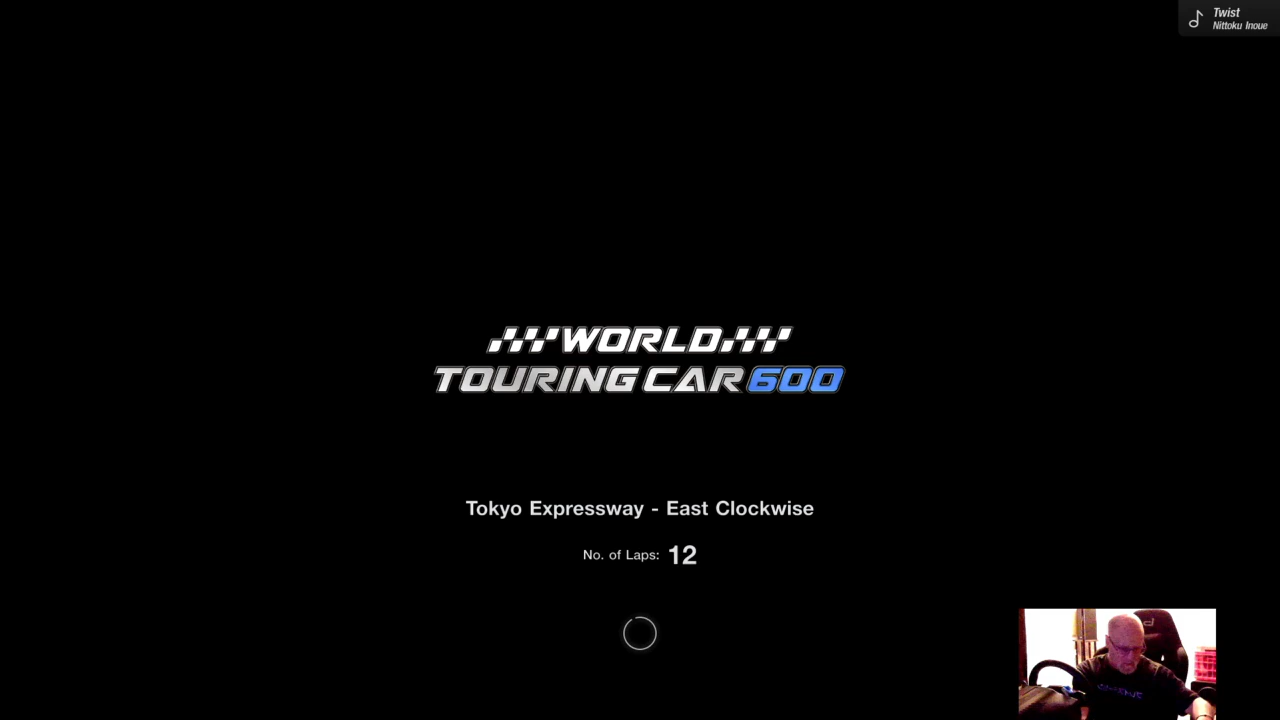 Twist
Nittoku Inoue
WORLD
TOURING CAR 600
Tokyo Expressway - East Clockwise
No. of Laps: 12